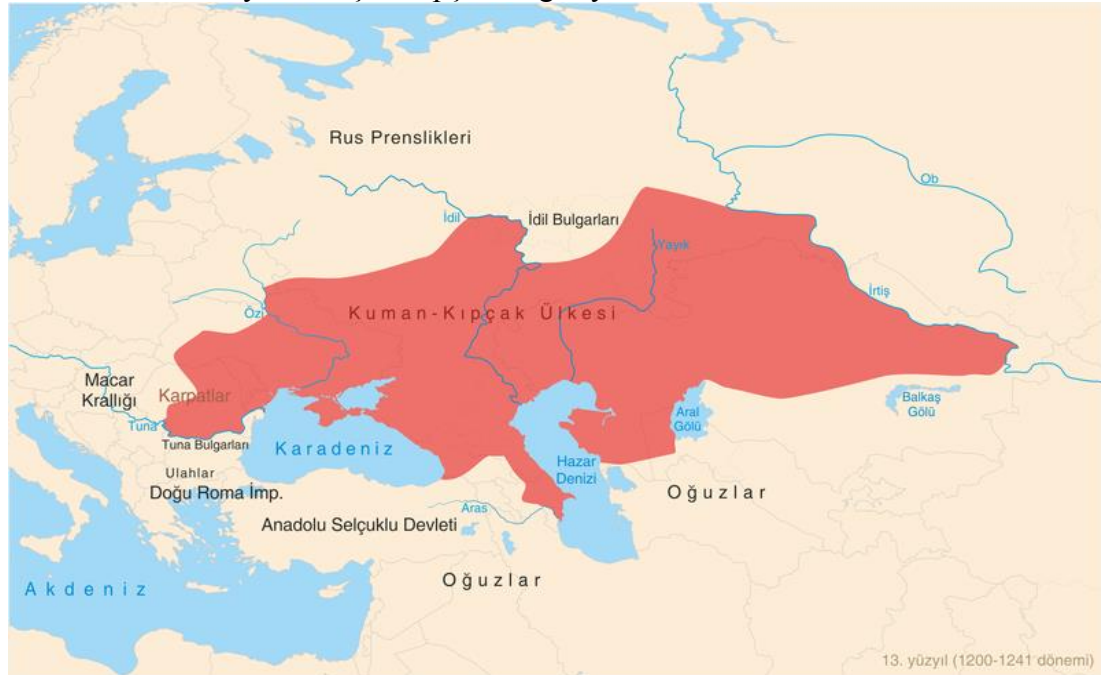 Rus Prenslikleri
Ob
İdil
İdil Bulgarları
Yayık
İrtiş
Özi
Kuman-Kıpçak Ülkesi
Macar
Krallığı
Karpatlar
Balkaş
Gölü
Aral
Gölü
Tuna
Tuna Bulgarları
Karadeniz
Ulahlar
Hazar
Denizi
Doğu Roma İmp.
Oğuzlar
Aras
Anadolu Selçuklu Devleti
Oğuzlar
Akdeniz
13. yüzyıl (1200-1241 dönemi)